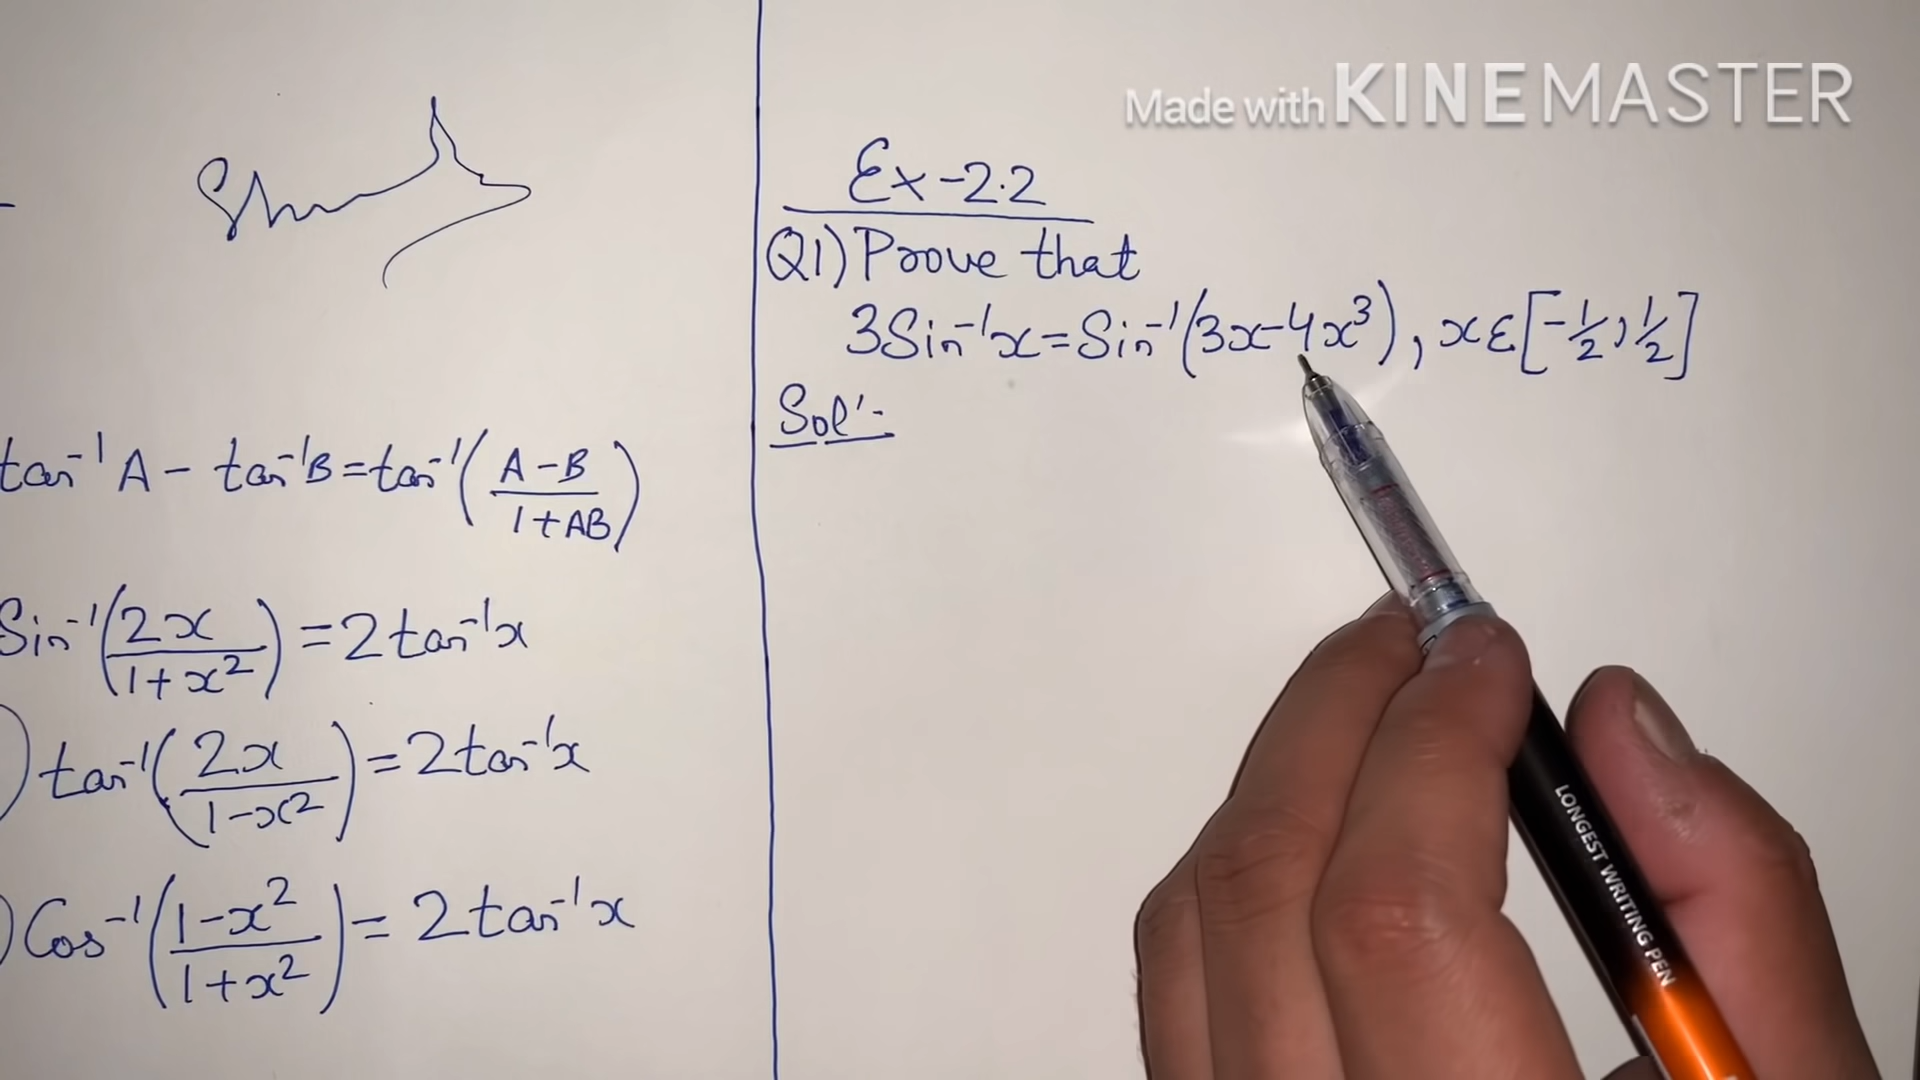 Made with KINEMASTER
tan⁻¹A - tan⁻¹B = tan⁻¹(A-B / 1+AB)
Sin⁻¹(2x / 1+x²) = 2tan⁻¹x
tan⁻¹(2x / 1-x²) = 2tan⁻¹x
Cos⁻¹(1-x² / 1+x²) = 2tan⁻¹x
Ex-2.2
Q1) Prove that
3Sin⁻¹x = Sin⁻¹(3x-4x³), x ε [-1/2, 1/2]
Sol':-
LONGEST WRITING PEN